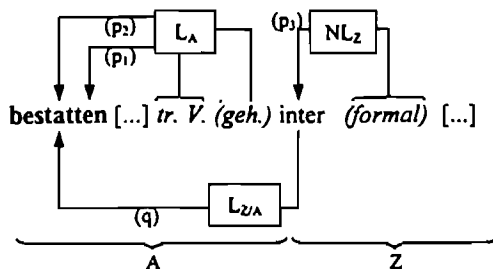 (p₂) L_A (p₃) NL_Z
(p₁)
bestatten [...] tr. V. (geh.) inter (formal) [...]
L_Z/A
(q)
A Z